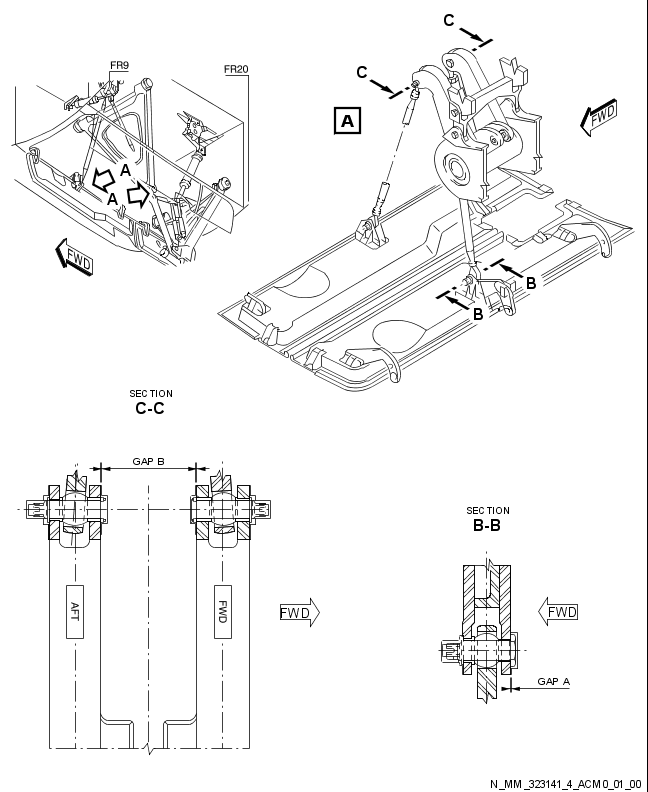 FR9
FR20
A
A
FWD
C
C
A
FWD
B
B
SECTION
C-C
GAP B
AFT
FWD
FWD
SECTION
B-B
FWD
GAP A
N_MM_323141_4_ACM0_01_00